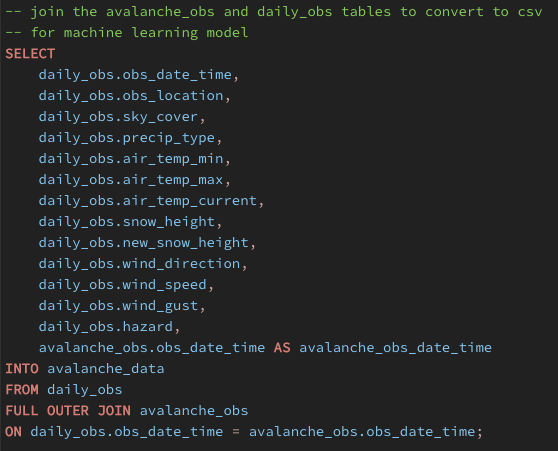 -- join the avalanche_obs and daily_obs tables to convert to csv
-- for machine learning model
SELECT
    daily_obs.obs_date_time,
    daily_obs.obs_location,
    daily_obs.sky_cover,
    daily_obs.precip_type,
    daily_obs.air_temp_min,
    daily_obs.air_temp_max,
    daily_obs.air_temp_current,
    daily_obs.snow_height,
    daily_obs.new_snow_height,
    daily_obs.wind_direction,
    daily_obs.wind_speed,
    daily_obs.wind_gust,
    daily_obs.hazard,
    avalanche_obs.obs_date_time AS avalanche_obs_date_time
INTO avalanche_data
FROM daily_obs
FULL OUTER JOIN avalanche_obs
ON daily_obs.obs_date_time = avalanche_obs.obs_date_time;